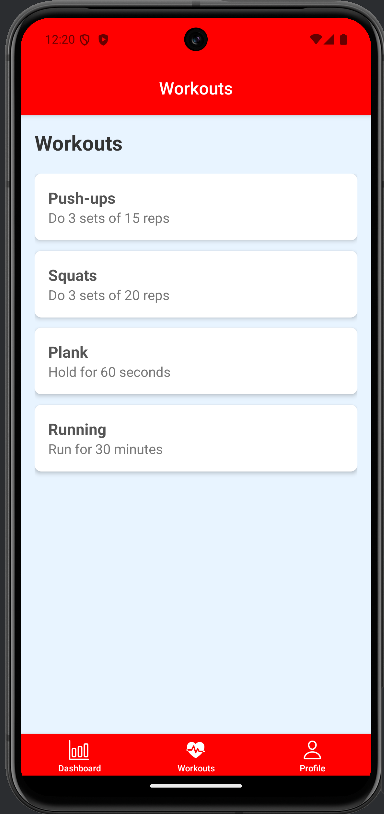 12:20
Workouts
Workouts
Push-ups
Do 3 sets of 15 reps
Squats
Do 3 sets of 20 reps
Plank
Hold for 60 seconds
Running
Run for 30 minutes
Dashboard
Workouts
Profile